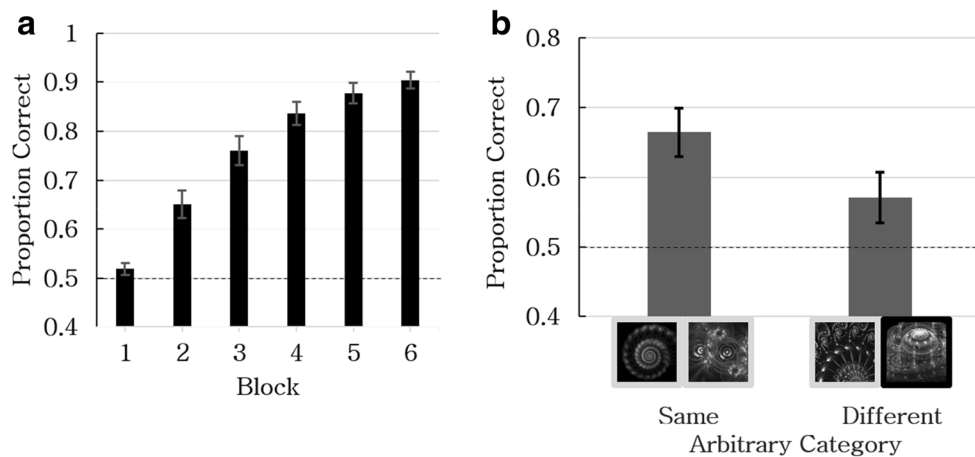 a
1
0.9
0.8
0.7
0.6
0.5
0.4
Proportion Correct
1 2 3 4 5 6
Block
b
0.8
0.7
0.6
0.5
0.4
Proportion Correct
Same Different
Arbitrary Category